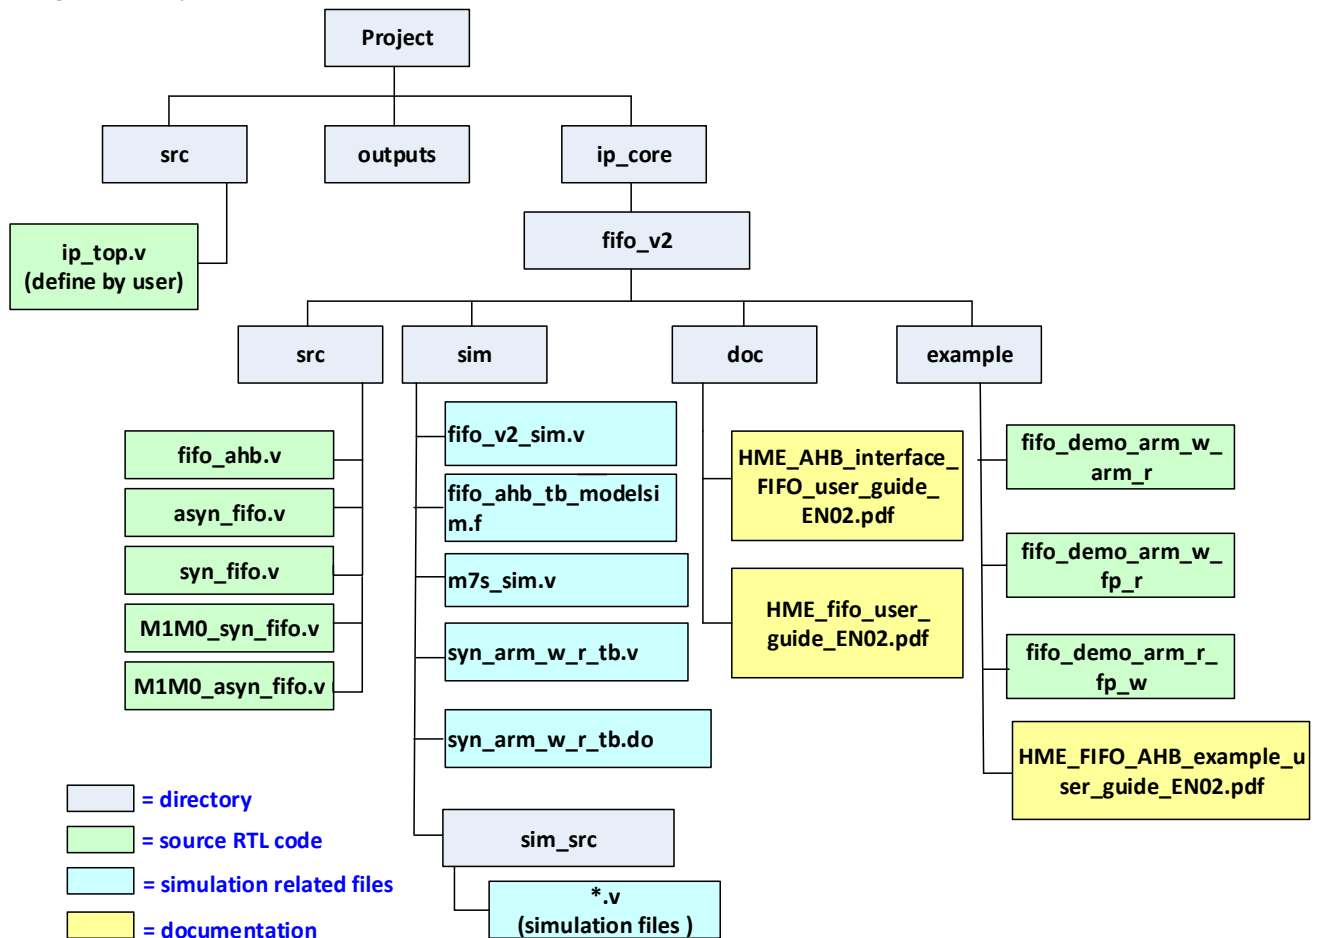 Project
src
outputs
ip_core
ip_top.v
(define by user)
fifo_v2
src
sim
doc
example
fifo_ahb.v
asyn_fifo.v
syn_fifo.v
M1M0_syn_fifo.v
M1M0_asyn_fifo.v
fifo_v2_sim.v
fifo_ahb_tb_modelsi
m.f
m7s_sim.v
syn_arm_w_r_tb.v
syn_arm_w_r_tb.do
sim_src
*.v
(simulation files )
HME_AHB_interface_
FIFO_user_guide_
EN02.pdf
HME_fifo_user_
guide_EN02.pdf
fifo_demo_arm_w_
arm_r
fifo_demo_arm_w_
fp_r
fifo_demo_arm_r_
fp_w
HME_FIFO_AHB_example_u
ser_guide_EN02.pdf
= directory
= source RTL code
= simulation related files
= documentation